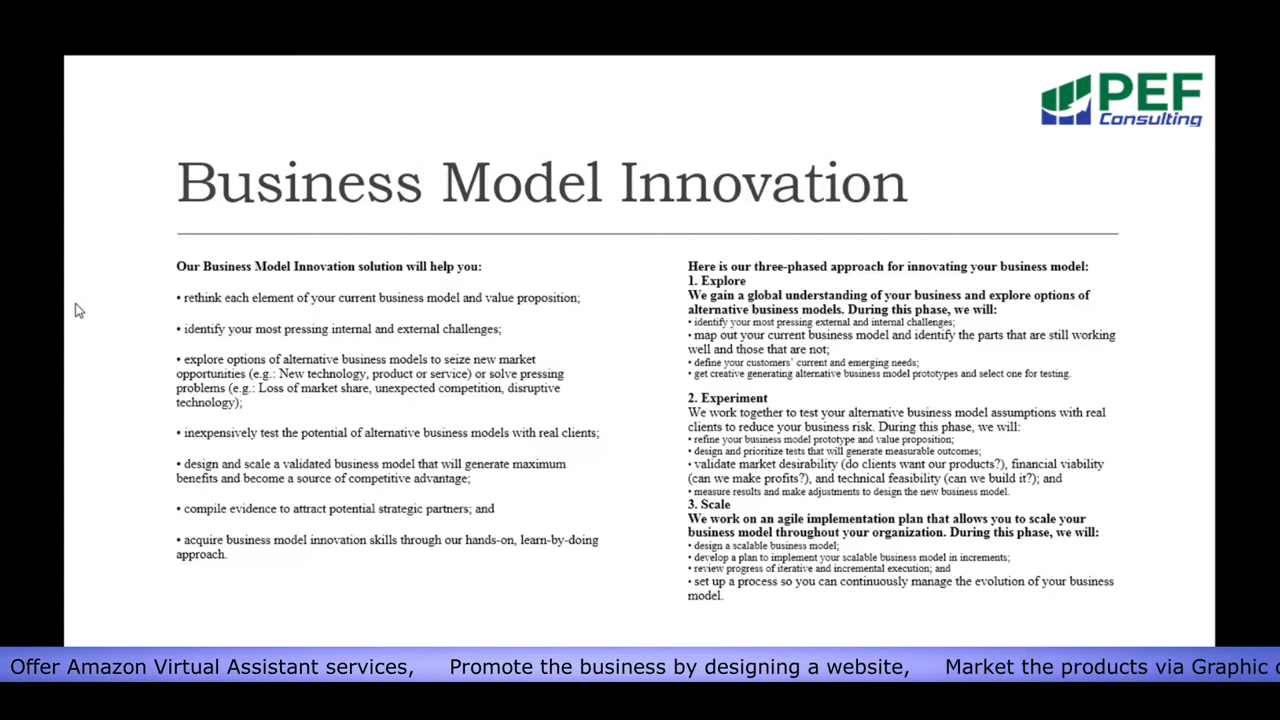 PEF
Consulting
Business Model Innovation
Our Business Model Innovation solution will help you:
• rethink each element of your current business model and value proposition;
• identify your most pressing internal and external challenges;
• explore options of alternative business models to seize new market
opportunities (e.g.: New technology, product or service) or solve pressing
problems (e.g.: Loss of market share, unexpected competition, disruptive
technology);
• inexpensively test the potential of alternative business models with real clients;
• design and scale a validated business model that will generate maximum
benefits and become a source of competitive advantage;
• compile evidence to attract potential strategic partners; and
• acquire business model innovation skills through our hands-on, learn-by-doing
approach.
Here is our three-phased approach for innovating your business model:
1. Explore
We gain a global understanding of your business and explore options of
alternative business models. During this phase, we will:
• identify your most pressing external and internal challenges;
• map out your current business model and identify the parts that are still working
well and those that are not;
• define your customers’ current and emerging needs;
• get creative generating alternative business model prototypes and select one for testing.
2. Experiment
We work together to test your alternative business model assumptions with real
clients to reduce your business risk. During this phase, we will:
• refine your business model prototype and value proposition;
• design and prioritize tests that will generate measurable outcomes;
• validate market desirability (do clients want our products?), financial viability
(can we make profits?), and technical feasibility (can we build it?); and
• measure results and make adjustments to design the new business model.
3. Scale
We work on an agile implementation plan that allows you to scale your
business model throughout your organization. During this phase, we will:
• design a scalable business model;
• develop a plan to implement your scalable business model in increments;
• review progress of iterative and incremental execution; and
• set up a process so you can continuously manage the evolution of your business
model.
Offer Amazon Virtual Assistant services, Promote the business by designing a website, Market the products via Graphic